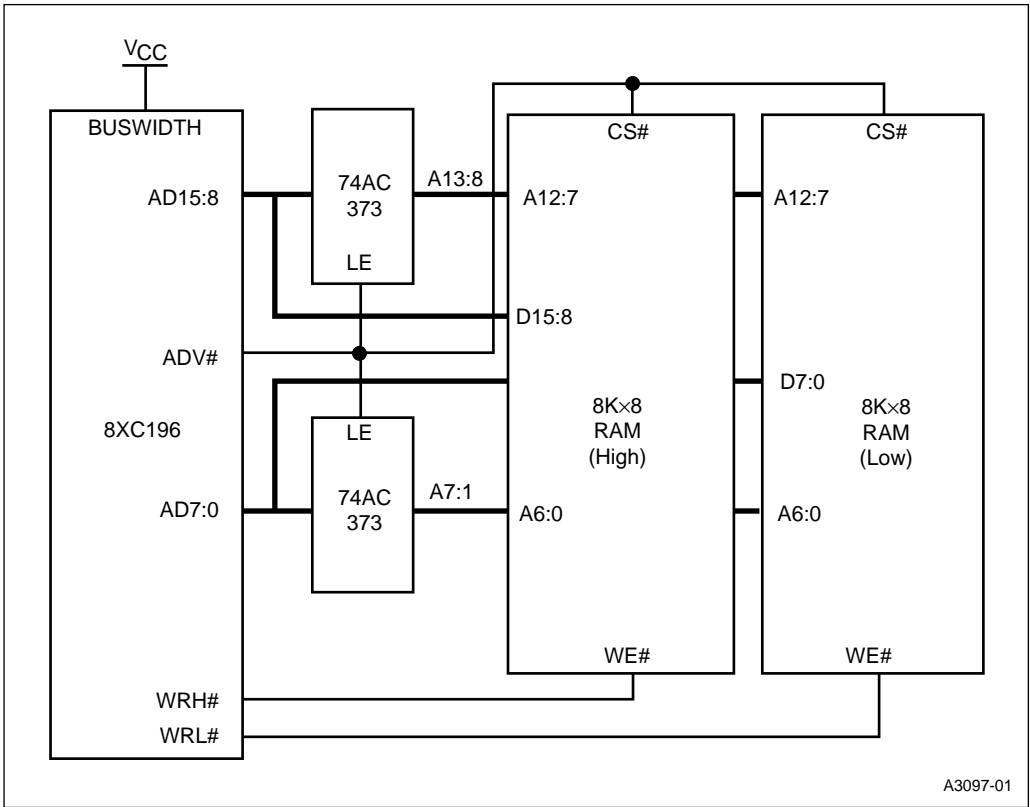 VCC
BUSWIDTH
AD15:8
ADV#
8XC196
AD7:0
WRH#
WRL#
74AC
373
LE
LE
74AC
373
A13:8
A7:1
CS#
A12:7
D15:8
8K×8
RAM
(High)
A6:0
WE#
CS#
A12:7
D7:0
8K×8
RAM
(Low)
A6:0
WE#
A3097-01